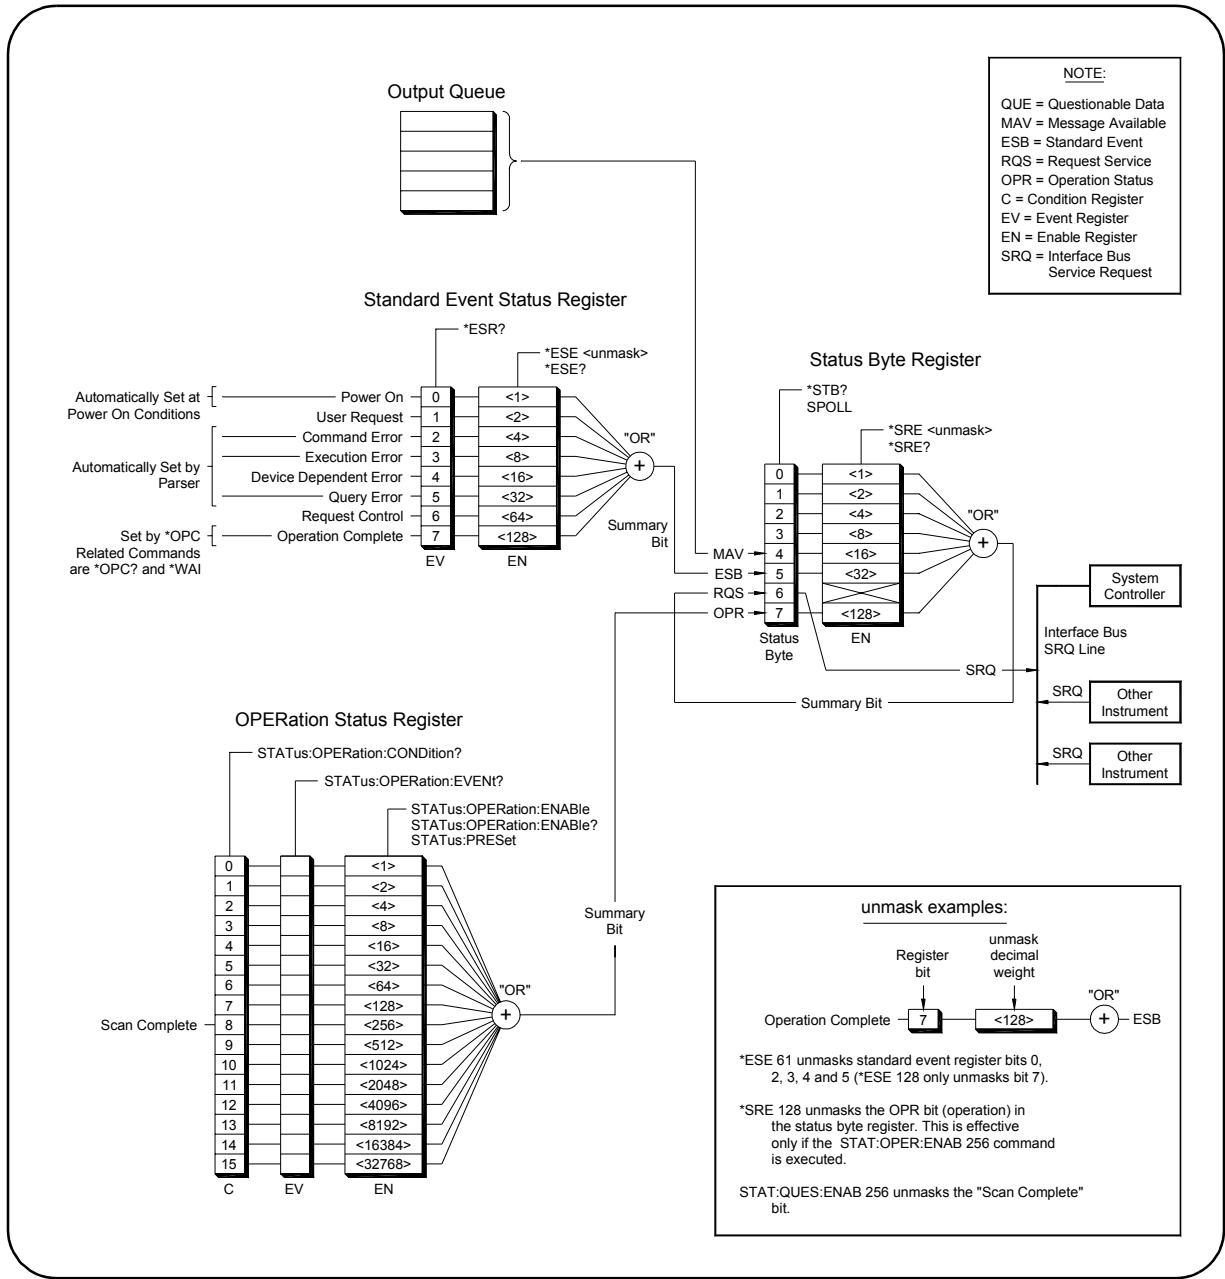 Output Queue
NOTE:
QUE = Questionable Data
MAV = Message Available
ESB = Standard Event
RQS = Request Service
OPR = Operation Status
C = Condition Register
EV = Event Register
EN = Enable Register
SRQ = Interface Bus
Service Request
Standard Event Status Register
*ESR?
*ESE <unmask>
*ESE?
Automatically Set at
Power On Conditions
Automatically Set by
Parser
Set by *OPC
Related Commands
are *OPC? and *WAI
Power On 0 <1>
User Request 1 <2>
Command Error 2 <4>
Execution Error 3 <8>
Device Dependent Error 4 <16>
Query Error 5 <32>
Request Control 6 <64>
Operation Complete 7 <128>
EV EN
"OR"
+
Summary
Bit
Status Byte Register
*STB?
SPOLL
*SRE <unmask>
*SRE?
0 <1>
1 <2>
2 <4>
3 <8>
MAV 4 <16>
ESB 5 <32>
RQS 6
OPR 7 <128>
Status
Byte
EN
"OR"
+
System
Controller
Interface Bus
SRQ Line
SRQ
Summary Bit
SRQ
Other
Instrument
SRQ
Other
Instrument
OPERation Status Register
STATus:OPERation:CONDition?
STATus:OPERation:EVENt?
STATus:OPERation:ENABle
STATus:OPERation:ENABle?
STATus:PRESet
0 <1>
1 <2>
2 <4>
3 <8>
4 <16>
5 <32>
6 <64>
7 <128>
Scan Complete 8 <256>
9 <512>
10 <1024>
11 <2048>
12 <4096>
13 <8192>
14 <16384>
15 <32768>
C EV EN
"OR"
+
Summary
Bit
unmask examples:
Register
bit
unmask
decimal
weight
"OR"
Operation Complete 7 <128> + ESB
*ESE 61 unmasks standard event register bits 0,
2, 3, 4 and 5 (*ESE 128 only unmasks bit 7).
*SRE 128 unmasks the OPR bit (operation) in
the status byte register. This is effective
only if the STAT:OPER:ENAB 256 command
is executed.
STAT:QUES:ENAB 256 unmasks the "Scan Complete"
bit.